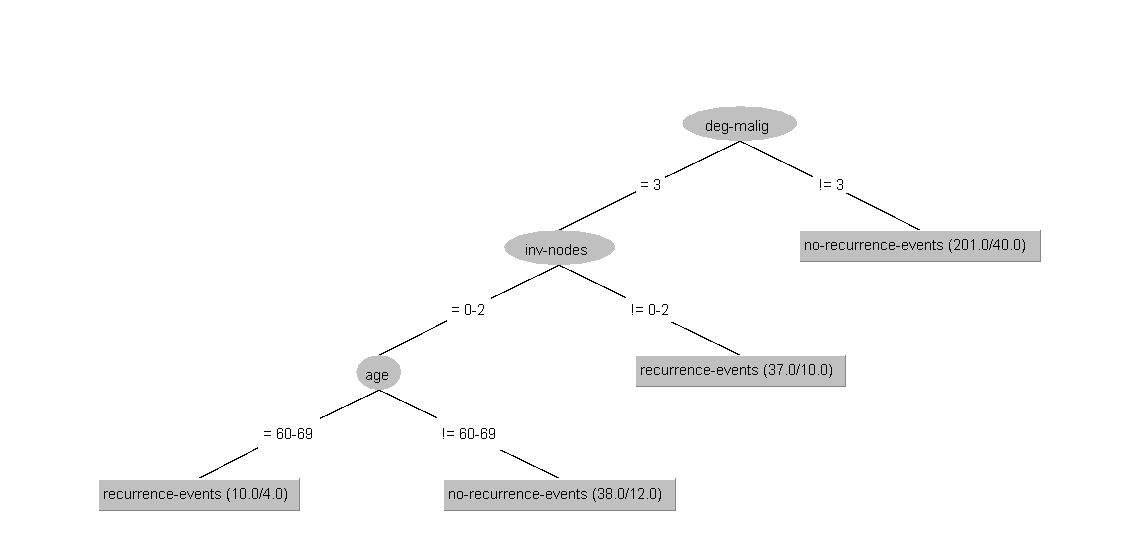 deg-malig
= 3
!= 3
inv-nodes
no-recurrence-events (201.0/40.0)
= 0-2
!= 0-2
age
recurrence-events (37.0/10.0)
= 60-69
!= 60-69
recurrence-events (10.0/4.0)
no-recurrence-events (38.0/12.0)